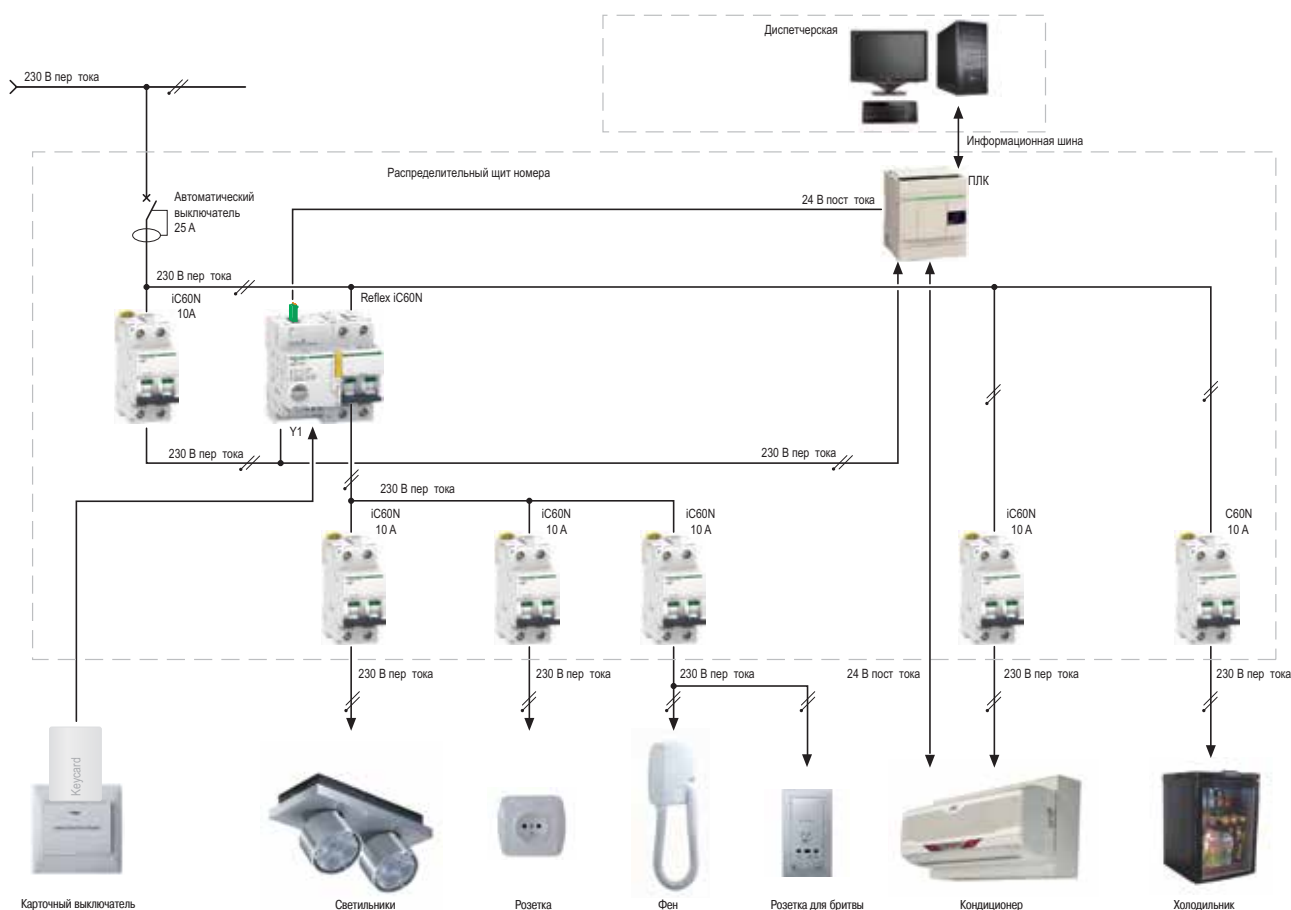 Диспетчерская
230 В пер тока
Информационная шина
Распределительный щит номера
ПЛК
Автоматический
выключатель
25 А
24 В пост тока
230 В пер тока
iC60N
10A
Reflex iC60N
Y1
230 В пер тока
230 В пер тока
230 В пер тока
iC60N
10 A
iC60N
10 A
iC60N
10 A
iC60N
10 A
C60N
10 A
230 В пер тока
230 В пер тока
230 В пер тока
24 В пост тока
230 В пер тока
230 В пер тока
Keycard
Карточный выключатель
Светильники
Розетка
Фен
Розетка для бритвы
Кондиционер
Холодильник